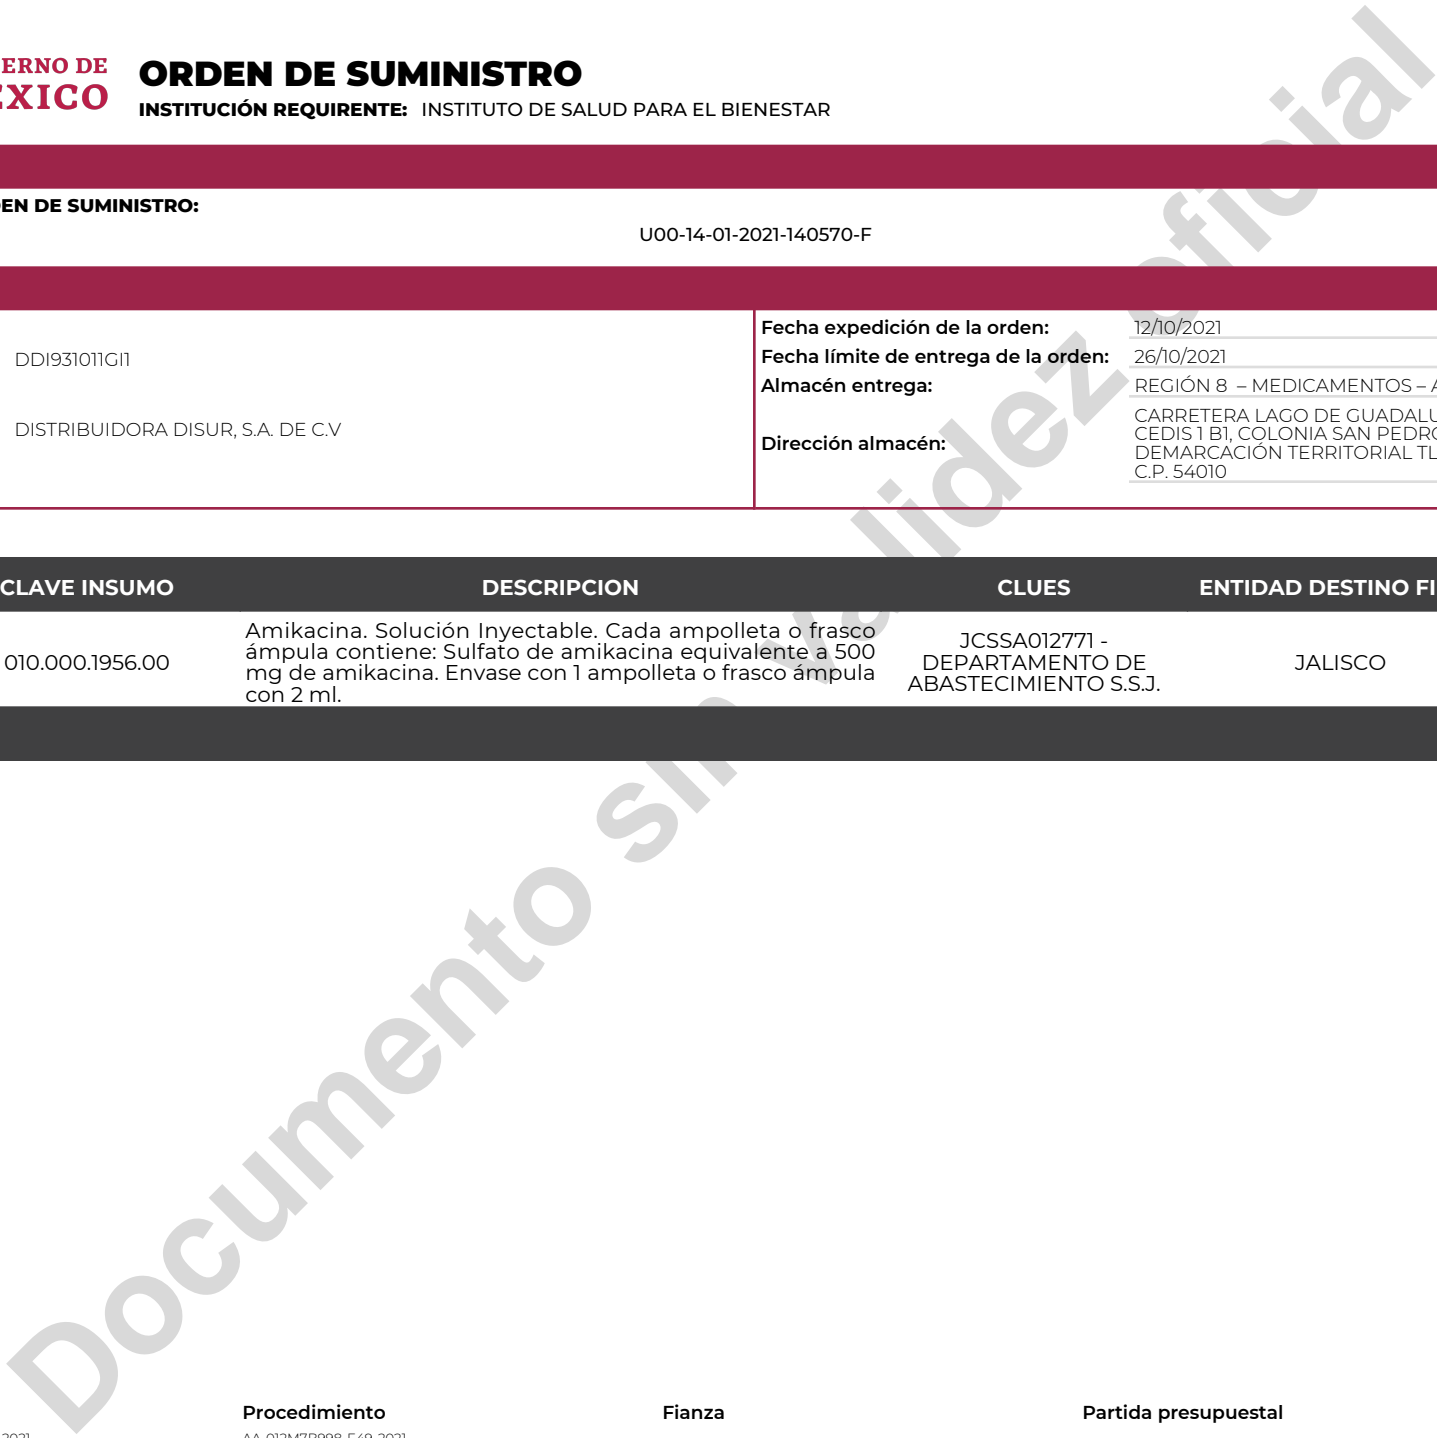 ERNO DE
ORDEN DE SUMINISTRO
INSTITUCIÓN REQUIRENTE: INSTITUTO DE SALUD PARA EL BIENESTAR
EN DE SUMINISTRO:
U00-14-01-2021-140570-F
DDI931011GI1
DISTRIBUIDORA DISUR, S.A. DE C.V
Fecha expedición de la orden: 12/10/2021
Fecha límite de entrega de la orden: 26/10/2021
Almacén entrega: REGIÓN 8 – MEDICAMENTOS – A
Dirección almacén:
CARRETERA LAGO DE GUADALU
CEDIS 1 B1, COLONIA SAN PEDRO
DEMARCACIÓN TERRITORIAL TL
C.P. 54010
CLAVE INSUMO DESCRIPCION CLUES ENTIDAD DESTINO FI
010.000.1956.00
Amikacina. Solución Inyectable. Cada ampolleta o frasco
ámpula contiene: Sulfato de amikacina equivalente a 500
mg de amikacina. Envase con 1 ampolleta o frasco ámpula
con 2 ml.
JCSSA012771 -
DEPARTAMENTO DE
ABASTECIMIENTO S.S.J.
JALISCO
Documento sin validez oficial
Procedimiento Fianza Partida presupuestal